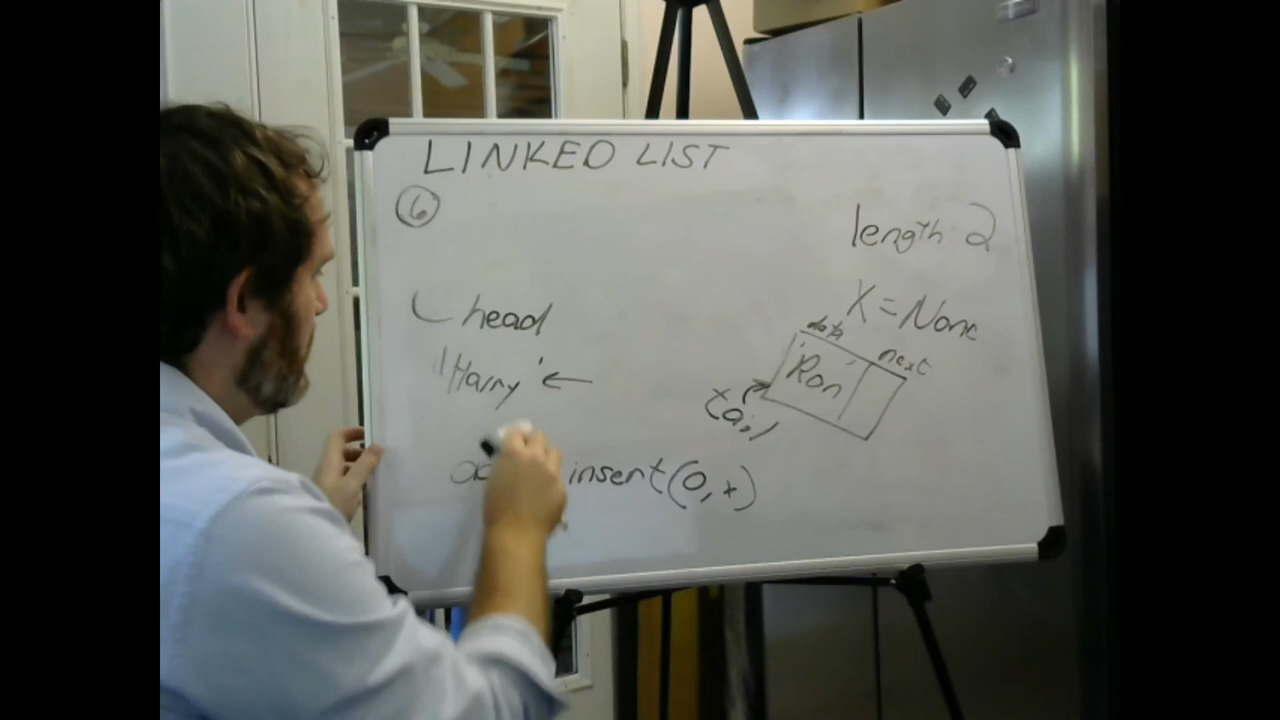 LINKED LIST
6
length 2
head
X = None
data
next
'Harry' ←
'Ron'
tail
insert(0, x)